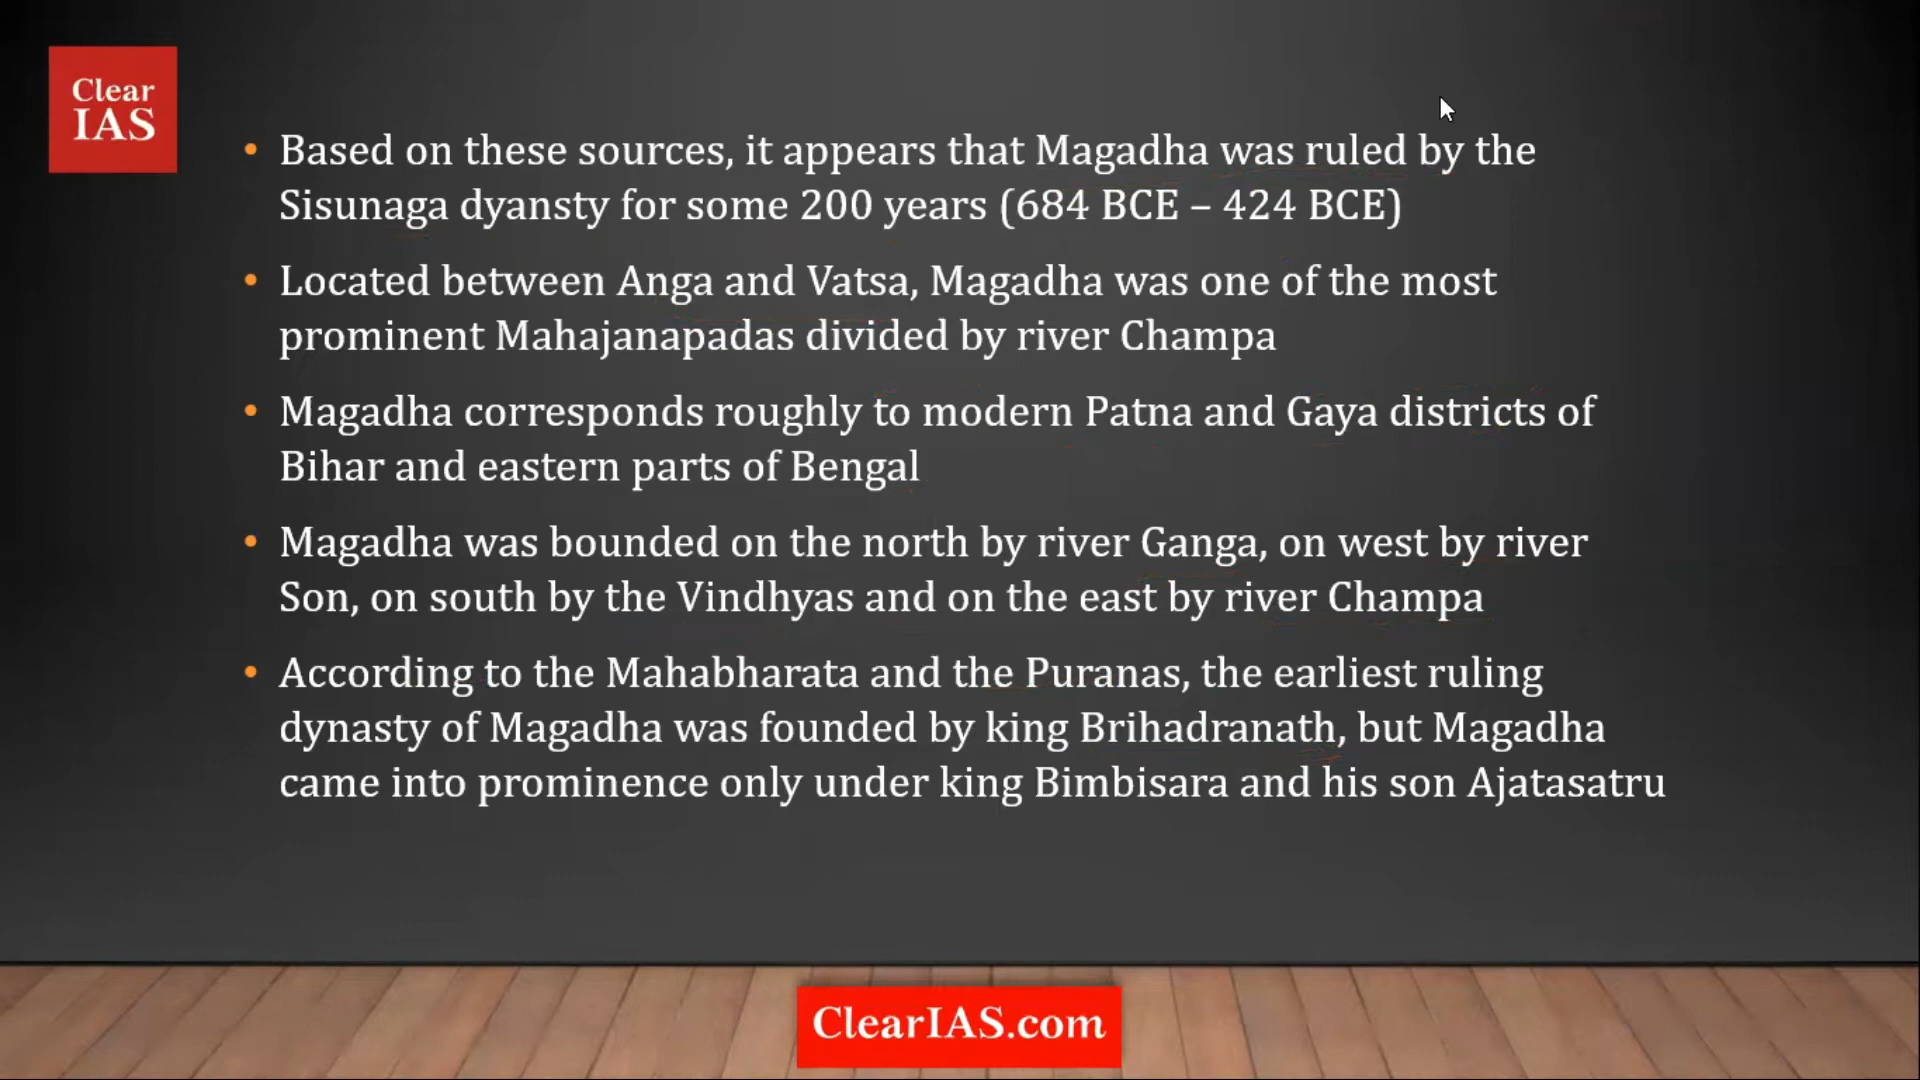 Clear
IAS
• Based on these sources, it appears that Magadha was ruled by the
Sisunaga dyansty for some 200 years (684 BCE – 424 BCE)
• Located between Anga and Vatsa, Magadha was one of the most
prominent Mahajanapadas divided by river Champa
• Magadha corresponds roughly to modern Patna and Gaya districts of
Bihar and eastern parts of Bengal
• Magadha was bounded on the north by river Ganga, on west by river
Son, on south by the Vindhyas and on the east by river Champa
• According to the Mahabharata and the Puranas, the earliest ruling
dynasty of Magadha was founded by king Brihadranath, but Magadha
came into prominence only under king Bimbisara and his son Ajatasatru
ClearIAS.com